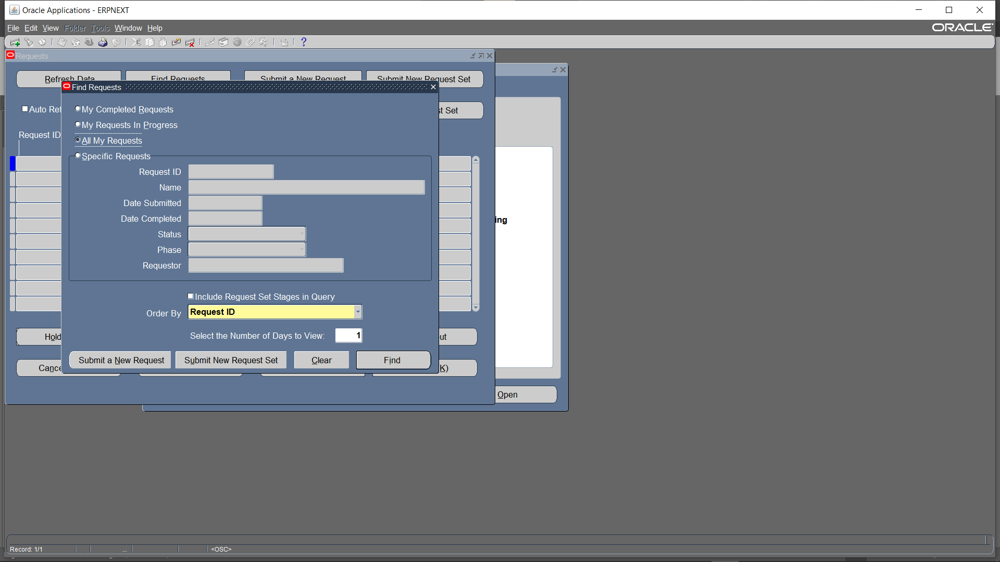 Oracle Applications - ERPNEXT
File Edit View Folder Tools Window Help
ORACLE
Requests
Refresh Data
Find Requests
Submit a New Request
Submit New Request Set
Find Requests
Auto Ref
My Completed Requests
st Set
My Requests In Progress
Request ID
All My Requests
Specific Requests
Request ID
Name
Date Submitted
Date Completed
ing
Status
Phase
Requestor
Include Request Set Stages in Query
Order By
Request ID
Hold
Select the Number of Days to View:
1
out
Submit a New Request
Submit New Request Set
Clear
Find
Cance
K)
Open
Record: 1/1
...
<OSC>